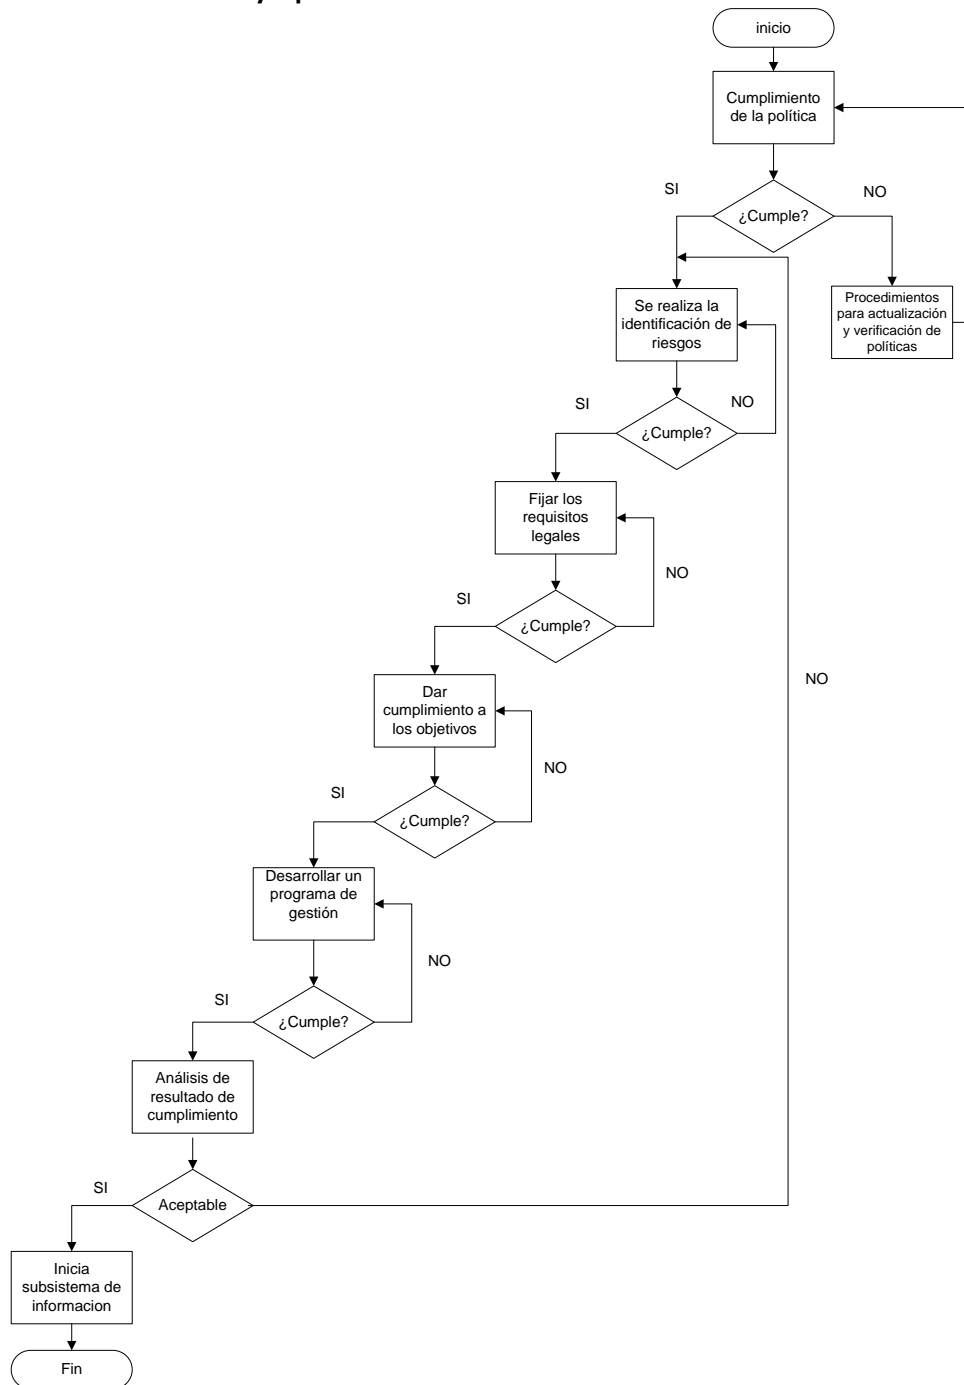 inicio
Cumplimiento
de la política
SI
NO
¿Cumple?
Se realiza la
identificación de
riesgos
Procedimientos
para actualización
y verificación de
políticas
SI
NO
¿Cumple?
Fijar los
requisitos
legales
NO
SI
¿Cumple?
NO
Dar
cumplimiento a
los objetivos
NO
SI
¿Cumple?
Desarrollar un
programa de
gestión
NO
SI
¿Cumple?
Análisis de
resultado de
cumplimiento
SI
Aceptable
Inicia
subsistema de
informacion
Fin